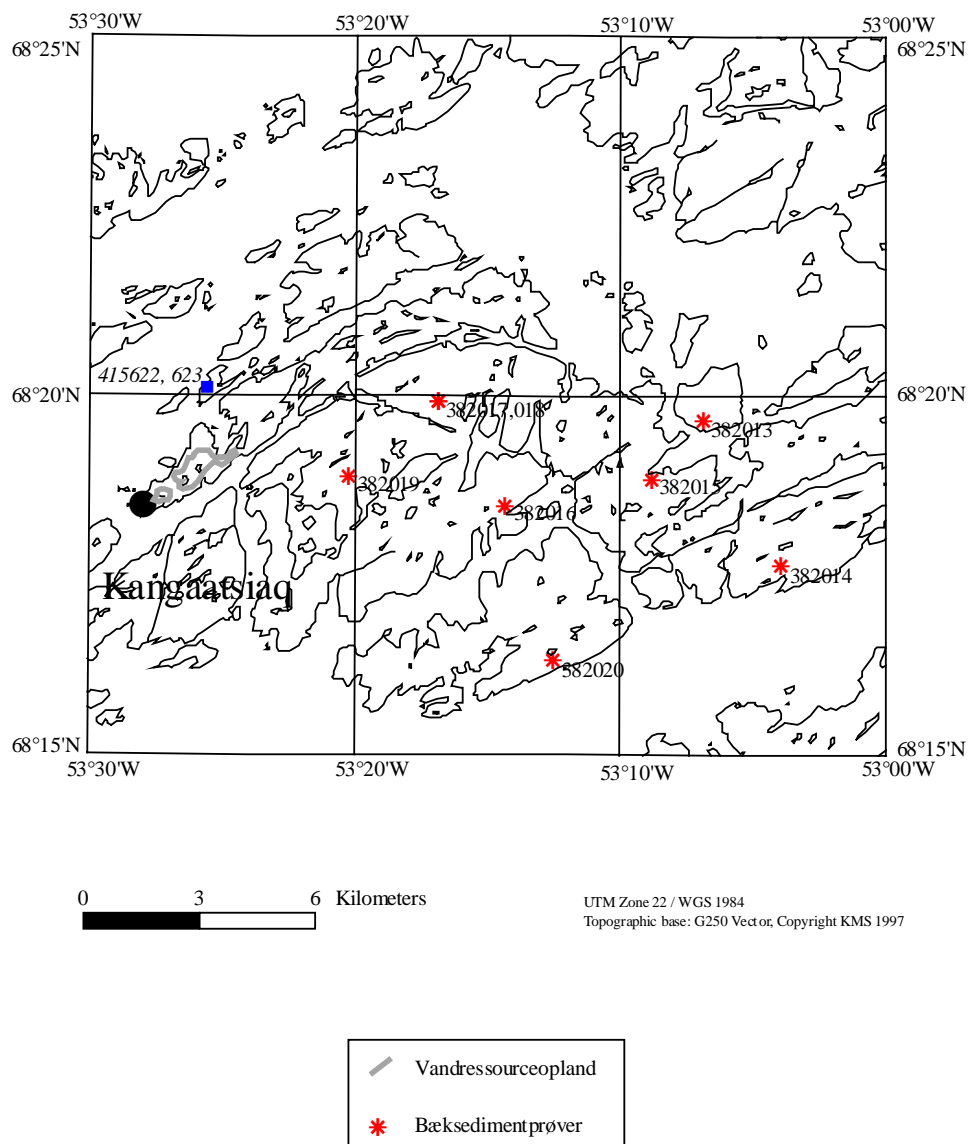 53°30'W 53°20'W 53°10'W 53°00'W
68°25'N 68°25'N
415622, 623
68°20'N 68°20'N
382017,018
382013
382019
382015
382016
382014
Kangaatsiaq
582020
68°15'N 68°15'N
53°30'W 53°20'W 53°10'W 53°00'W
0 3 6 Kilometers
UTM Zone 22 / WGS 1984
Topographic base: G250 Vector, Copyright KMS 1997
Vandressourceopland
Bæksedimentprøver